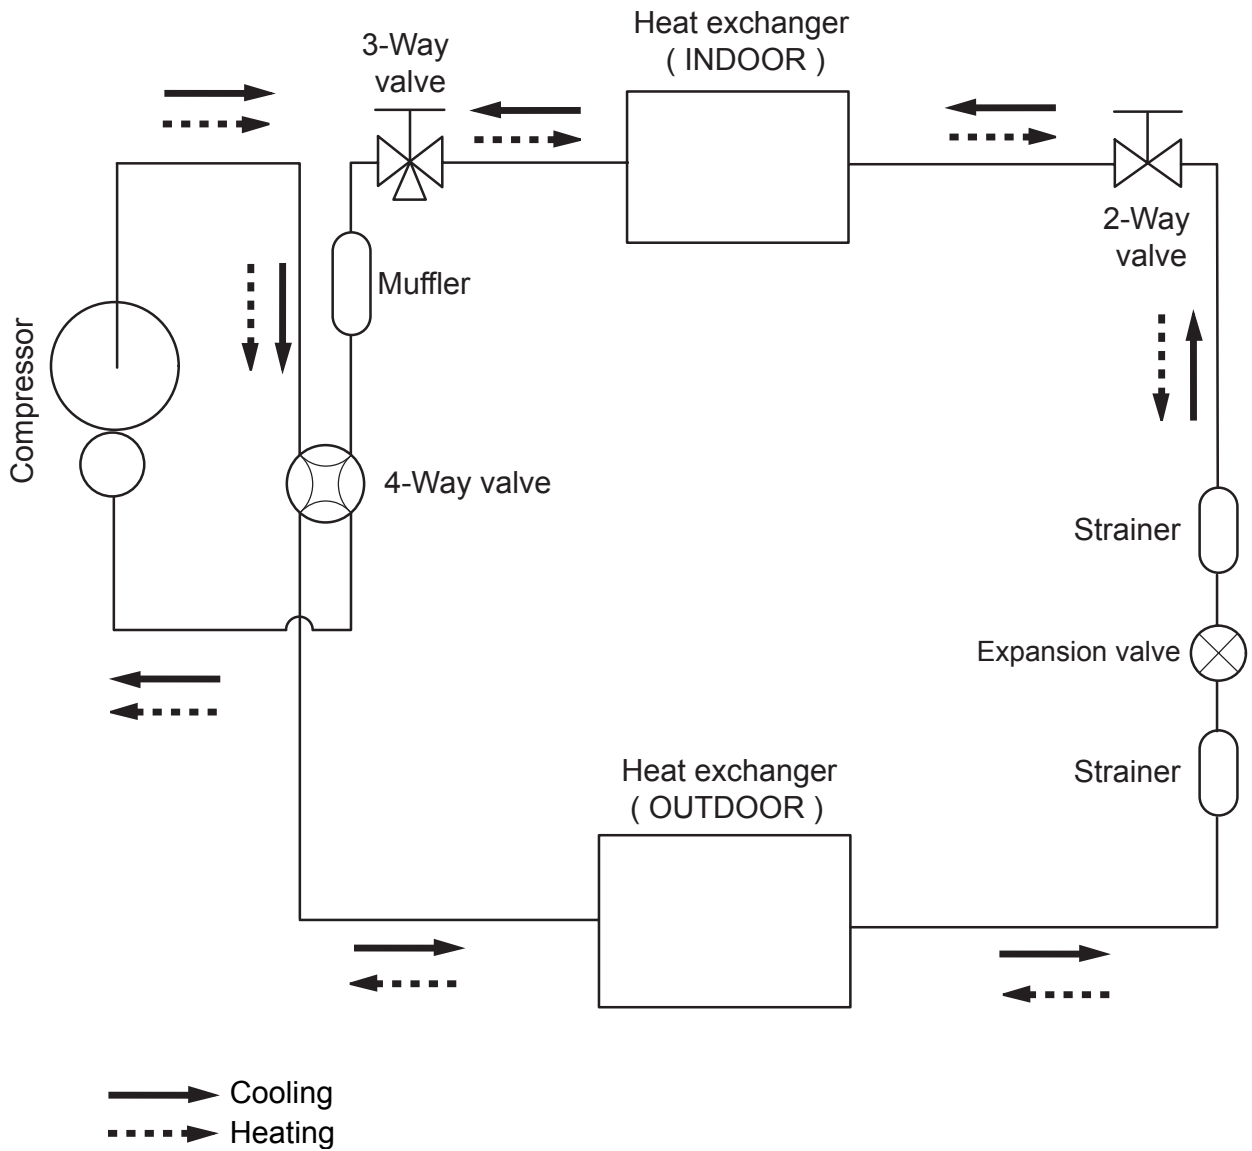 Heat exchanger
( INDOOR )
3-Way
valve
2-Way
valve
Muffler
Compressor
4-Way valve
Strainer
Expansion valve
Strainer
Heat exchanger
( OUTDOOR )
Cooling
Heating